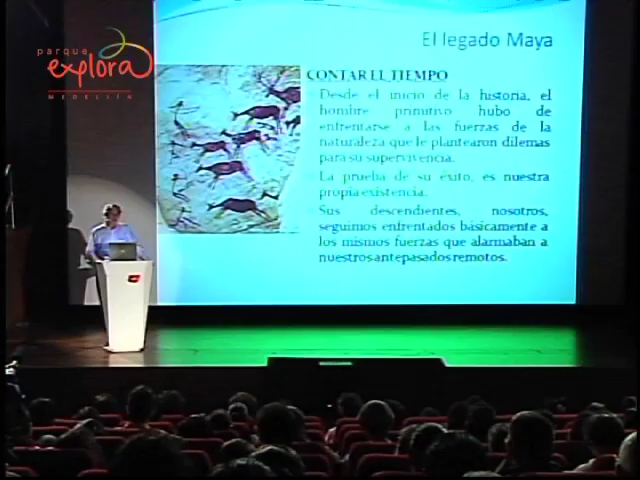 parque
explora
MEDELLÍN
El legado Maya
CONTAR EL TIEMPO
Desde el inicio de la historia, el
hombre primitivo hubo de
enfrentarse a las fuerzas de la
naturaleza que le plantearon dilemas
para su supervivencia.
La prueba de su éxito, es nuestra
propia existencia.
Sus descendientes, nosotros,
seguimos enfrentados básicamente a
los mismos fuerzas que alarmaban a
nuestros antepasados remotos.